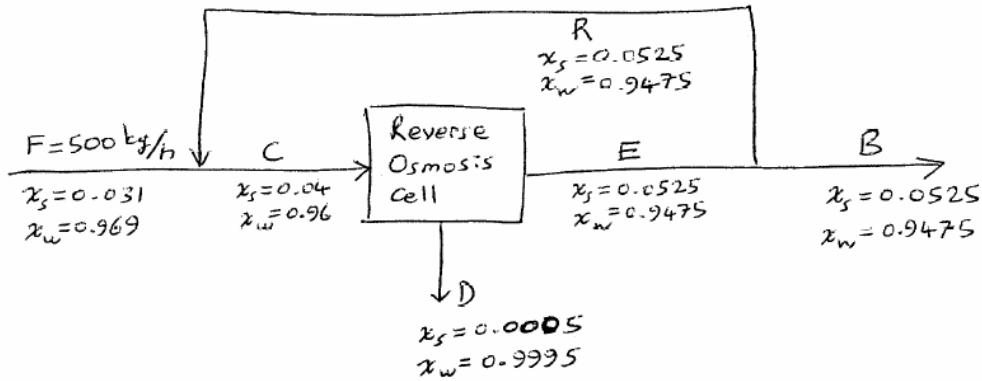 R
x_s = 0.0525
x_w = 0.9475
F = 500 kg/h
x_s = 0.031
x_w = 0.969
C
x_s = 0.04
x_w = 0.96
Reverse
Osmosis
Cell
E
x_s = 0.0525
x_w = 0.9475
B
x_s = 0.0525
x_w = 0.9475
D
x_s = 0.0005
x_w = 0.9995